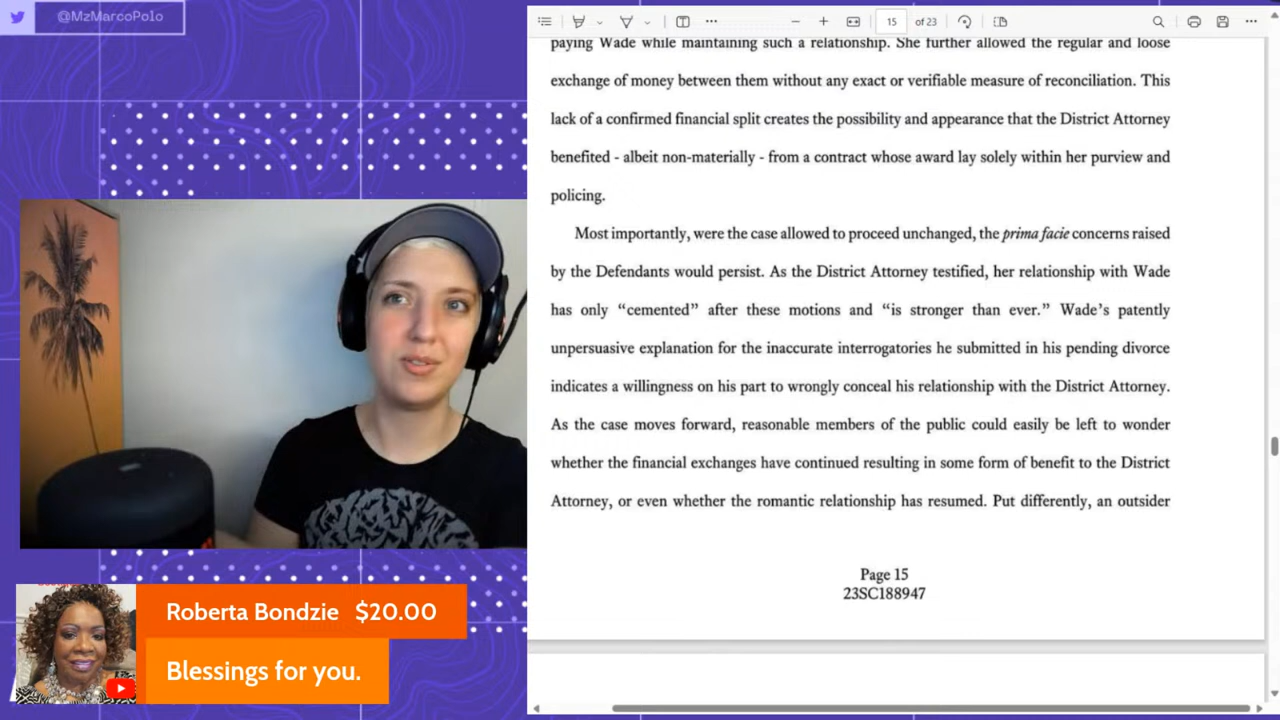 @MzMarcoPolo
15 of 23
paying Wade while maintaining such a relationship. She further allowed the regular and loose
exchange of money between them without any exact or verifiable measure of reconciliation. This
lack of a confirmed financial split creates the possibility and appearance that the District Attorney
benefited - albeit non-materially - from a contract whose award lay solely within her purview and
policing.
Most importantly, were the case allowed to proceed unchanged, the prima facie concerns raised
by the Defendants would persist. As the District Attorney testified, her relationship with Wade
has only “cemented” after these motions and “is stronger than ever.” Wade’s patently
unpersuasive explanation for the inaccurate interrogatories he submitted in his pending divorce
indicates a willingness on his part to wrongly conceal his relationship with the District Attorney.
As the case moves forward, reasonable members of the public could easily be left to wonder
whether the financial exchanges have continued resulting in some form of benefit to the District
Attorney, or even whether the romantic relationship has resumed. Put differently, an outsider
Page 15
23SC188947
Roberta Bondzie $20.00
Blessings for you.